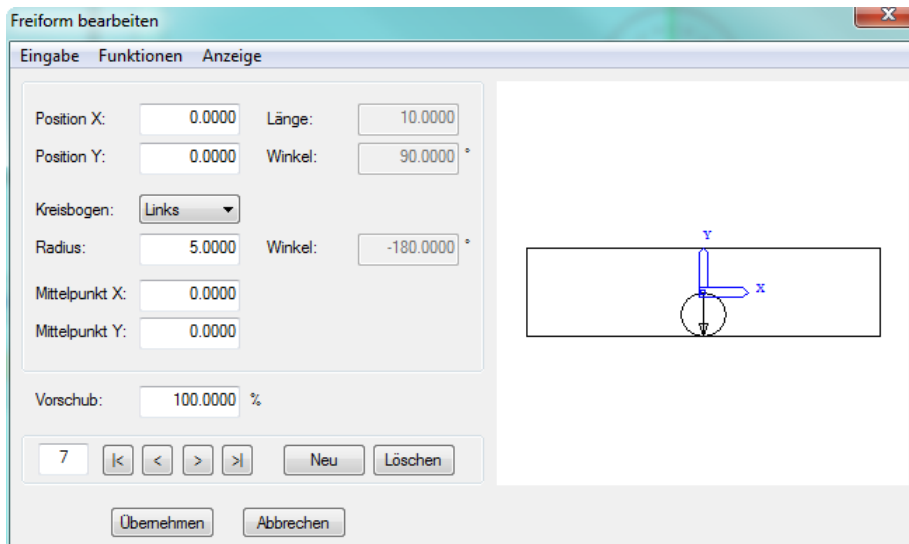 Freiform bearbeiten
x
Eingabe Funktionen Anzeige
Position X: 0.0000 Länge: 10.0000
Position Y: 0.0000 Winkel: 90.0000 °
Kreisbogen: Links
Radius: 5.0000 Winkel: -180.0000 °
Mittelpunkt X: 0.0000
Mittelpunkt Y: 0.0000
Vorschub: 100.0000 %
7 |< < > >| Neu Löschen
Übernehmen Abbrechen
Y
X